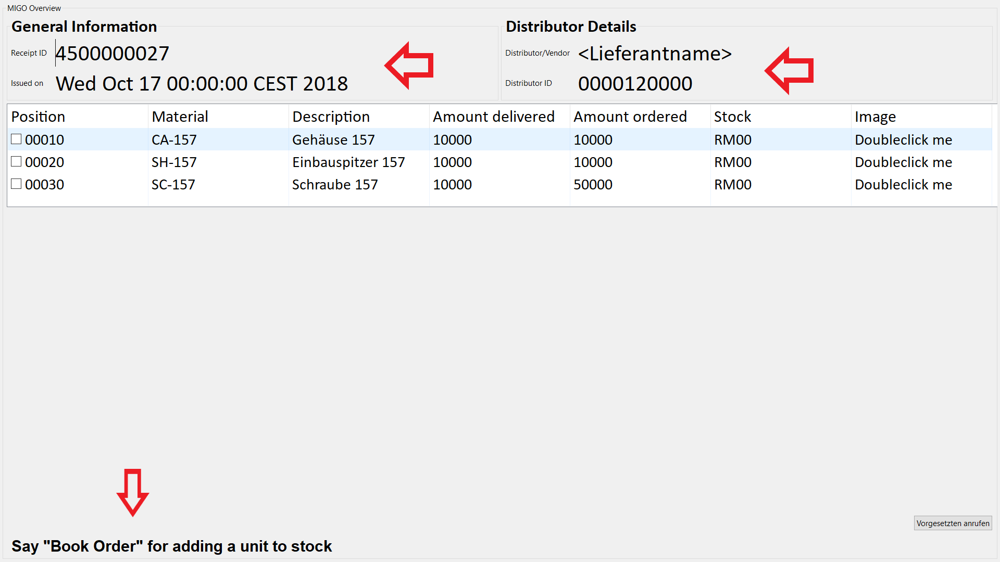 MIGO Overview
General Information
Receipt ID 4500000027
Issued on Wed Oct 17 00:00:00 CEST 2018
Distributor Details
Distributor/Vendor <Lieferantname>
Distributor ID 0000120000
Position Material Description Amount delivered Amount ordered Stock Image
00010 CA-157 Gehäuse 157 10000 10000 RM00 Doubleclick me
00020 SH-157 Einbauspitzer 157 10000 10000 RM00 Doubleclick me
00030 SC-157 Schraube 157 10000 50000 RM00 Doubleclick me
Vorgesetzten anrufen
Say "Book Order" for adding a unit to stock